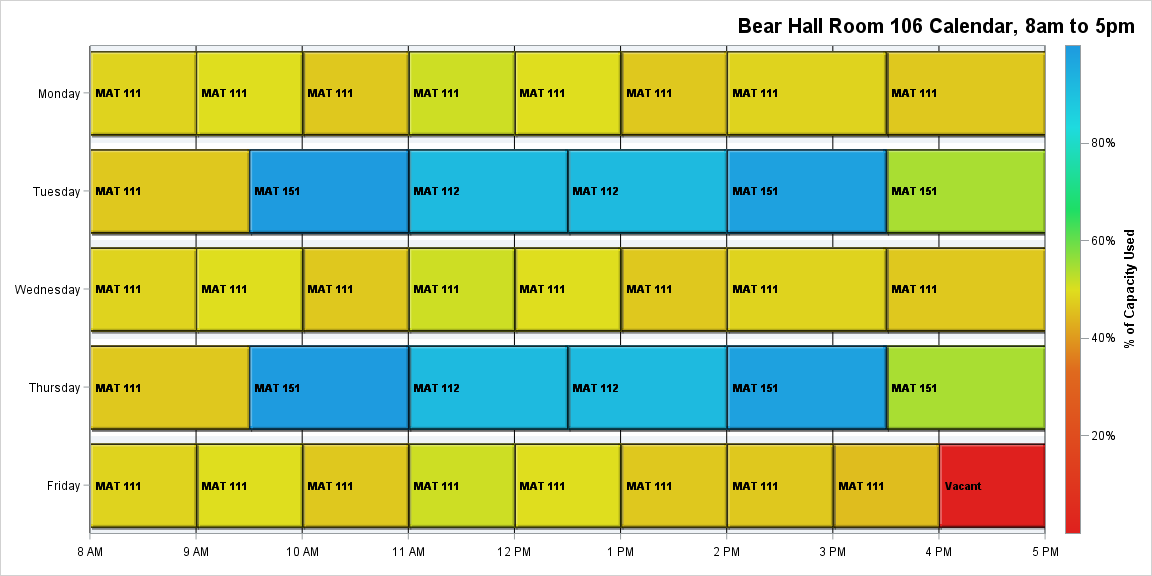 Bear Hall Room 106 Calendar, 8am to 5pm
Monday
MAT 111 MAT 111 MAT 111 MAT 111 MAT 111 MAT 111 MAT 111 MAT 111
Tuesday
MAT 111 MAT 151 MAT 112 MAT 112 MAT 151 MAT 151
Wednesday
MAT 111 MAT 111 MAT 111 MAT 111 MAT 111 MAT 111 MAT 111 MAT 111
Thursday
MAT 111 MAT 151 MAT 112 MAT 112 MAT 151 MAT 151
Friday
MAT 111 MAT 111 MAT 111 MAT 111 MAT 111 MAT 111 MAT 111 MAT 111 Vacant
8 AM 9 AM 10 AM 11 AM 12 PM 1 PM 2 PM 3 PM 4 PM 5 PM
80%
60%
40%
20%
% of Capacity Used